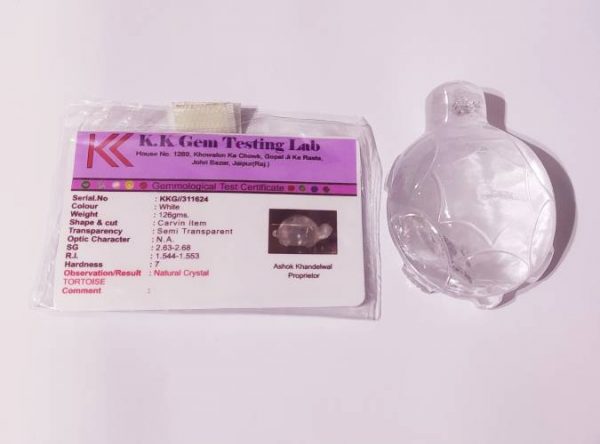 KK
K.K Gem Testing Lab
House No. 1260, Khowalon Ka Chowk, Gopal Ji Ka Rasta,
Johri Bazar, Jaipur(Raj.)
Gemmological Test Certificate
Serial.No : KKG//311624
Colour : White
Weight : 126gms.
Shape & cut : Carvin item
Transparency : Semi Transparent
Optic Character : N.A.
SG : 2.63-2.68
R.I. : 1.544-1.553
Hardness : 7
Observation/Result : Natural Crystal
TORTOISE
Comment :
Ashok Khandelwal
Proprietor